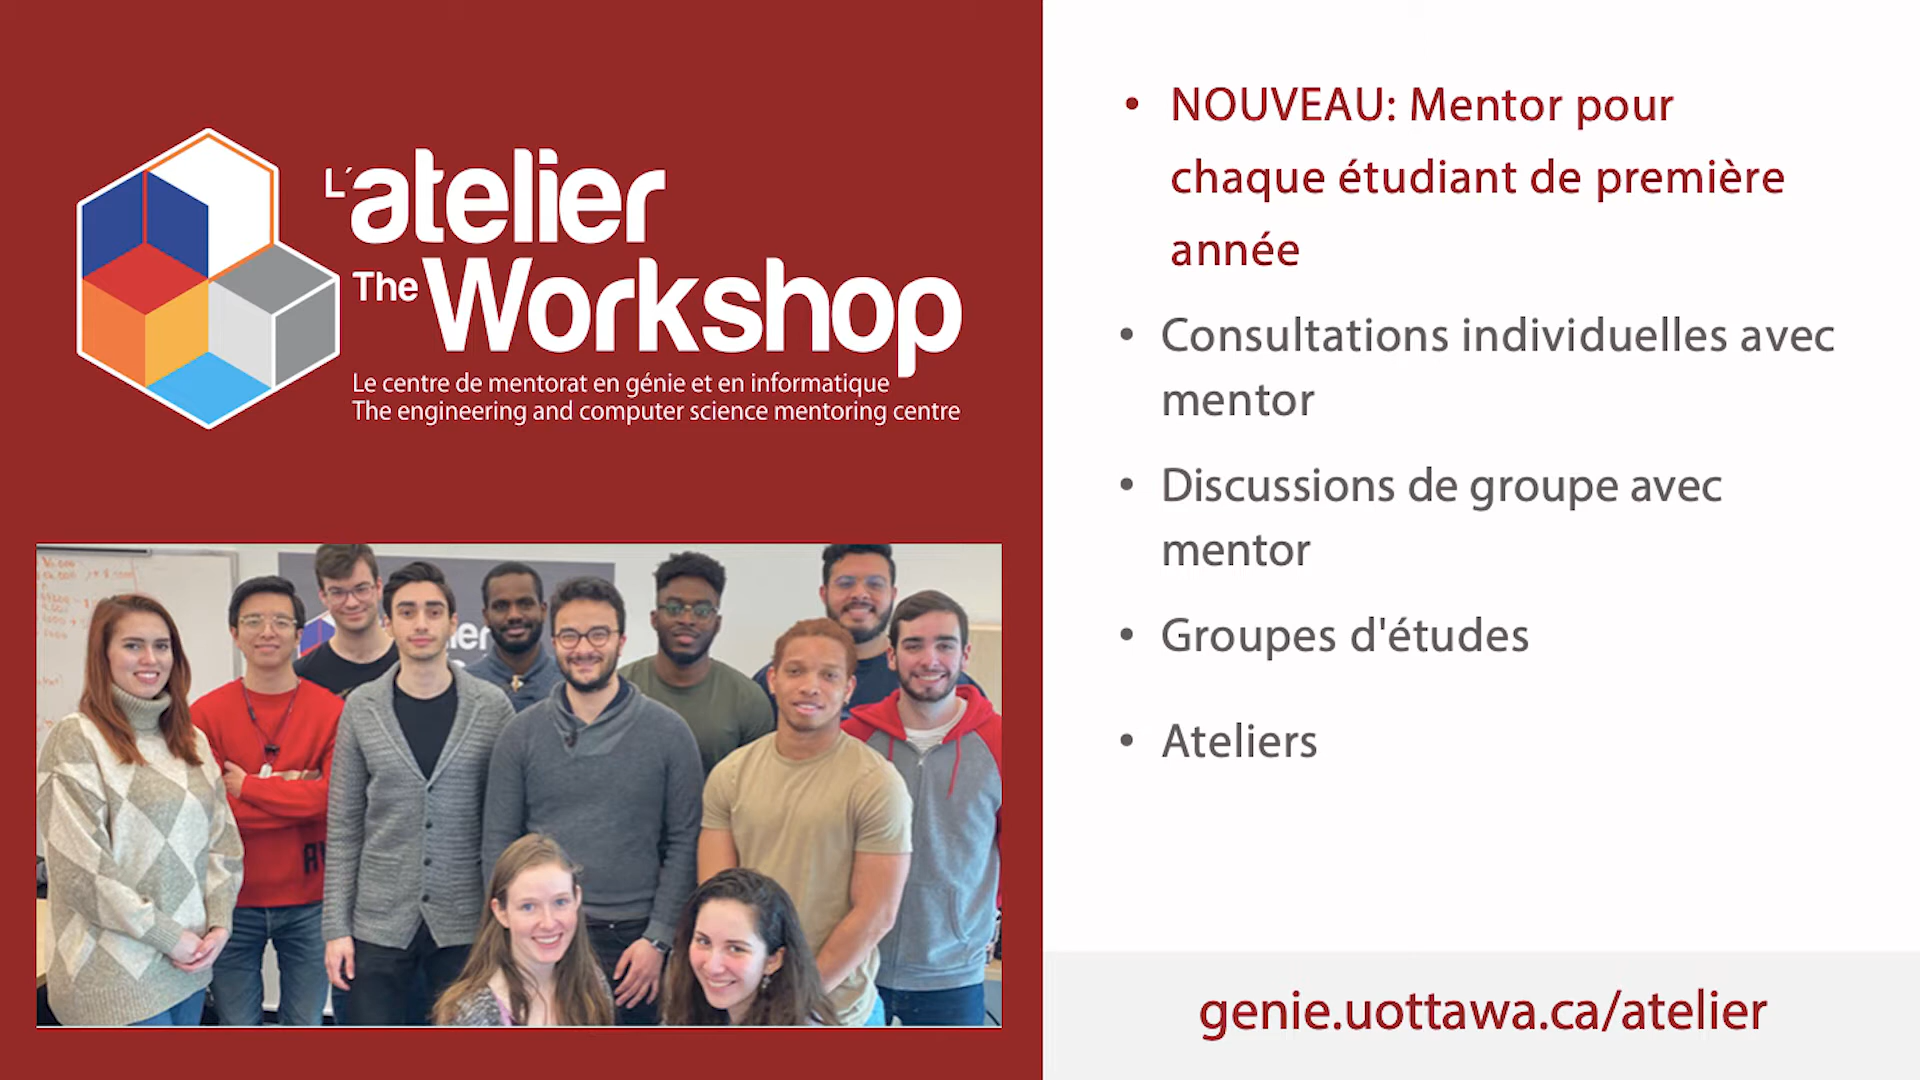 L'atelier
The Workshop
Le centre de mentorat en génie et en informatique
The engineering and computer science mentoring centre
• NOUVEAU: Mentor pour
chaque étudiant de première
année
• Consultations individuelles avec
mentor
• Discussions de groupe avec
mentor
• Groupes d'études
• Ateliers
genie.uottawa.ca/atelier